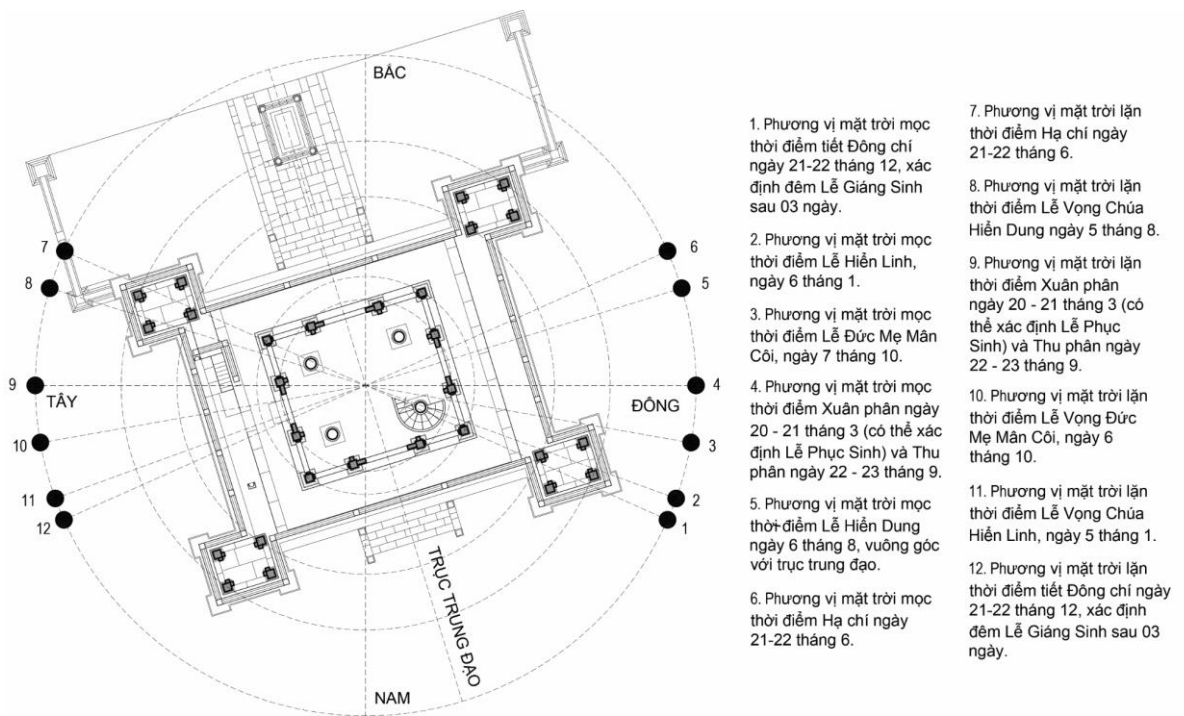 BẮC
7
8
9
TÂY
10
11
12
6
5
4
ĐÔNG
3
2
1
TRỤC TRUNG ĐẠO
NAM
1. Phương vị mặt trời mọc
thời điểm tiết Đông chí
ngày 21-22 tháng 12, xác
định đêm Lễ Giáng Sinh
sau 03 ngày.
2. Phương vị mặt trời mọc
thời điểm Lễ Hiển Linh,
ngày 6 tháng 1.
3. Phương vị mặt trời mọc
thời điểm Lễ Đức Mẹ Mân
Côi, ngày 7 tháng 10.
4. Phương vị mặt trời mọc
thời điểm Xuân phân ngày
20 - 21 tháng 3 (có thể xác
định Lễ Phục Sinh) và Thu
phân ngày 22 - 23 tháng 9.
5. Phương vị mặt trời mọc
thời điểm Lễ Hiển Dung
ngày 6 tháng 8, vuông góc
với trục trung đạo.
6. Phương vị mặt trời mọc
thời điểm Hạ chí ngày
21-22 tháng 6.
7. Phương vị mặt trời lặn
thời điểm Hạ chí ngày
21-22 tháng 6.
8. Phương vị mặt trời lặn
thời điểm Lễ Vọng Chúa
Hiển Dung ngày 5 tháng 8.
9. Phương vị mặt trời lặn
thời điểm Xuân phân
ngày 20 - 21 tháng 3 (có
thể xác định Lễ Phục
Sinh) và Thu phân ngày
22 - 23 tháng 9.
10. Phương vị mặt trời lặn
thời điểm Lễ Vọng Đức
Mẹ Mân Côi, ngày 6
tháng 10.
11. Phương vị mặt trời lặn
thời điểm Lễ Vọng Chúa
Hiển Linh, ngày 5 tháng 1.
12. Phương vị mặt trời lặn
thời điểm tiết Đông chí ngày
21-22 tháng 12, xác định
đêm Lễ Giáng Sinh sau 03
ngày.